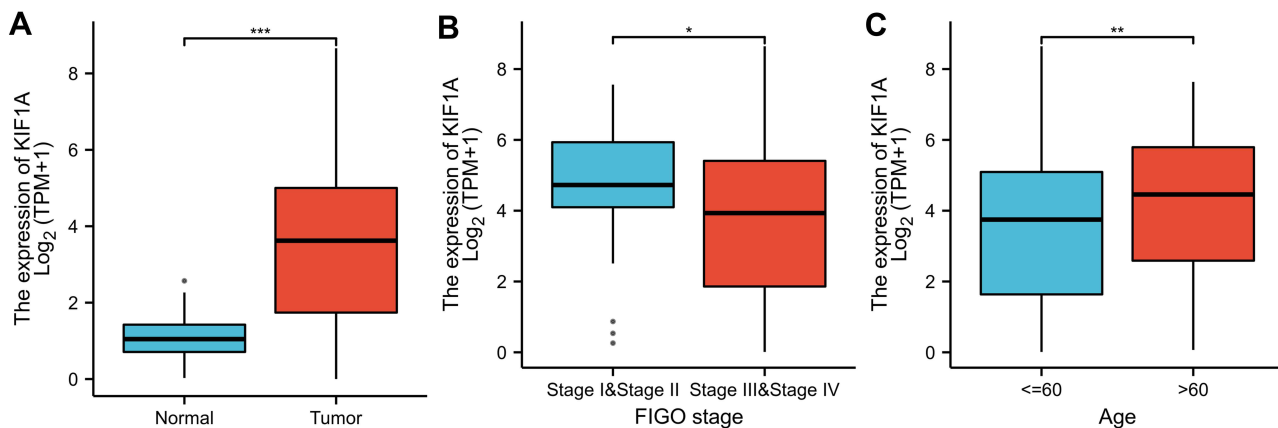 A
The expression of KIF1A
Log2 (TPM+1)
***
8
6
4
2
0
Normal
Tumor
B
The expression of KIF1A
Log2 (TPM+1)
*
8
6
4
2
0
Stage I&Stage II
Stage III&Stage IV
FIGO stage
C
The expression of KIF1A
Log2 (TPM+1)
**
8
6
4
2
0
<=60
>60
Age